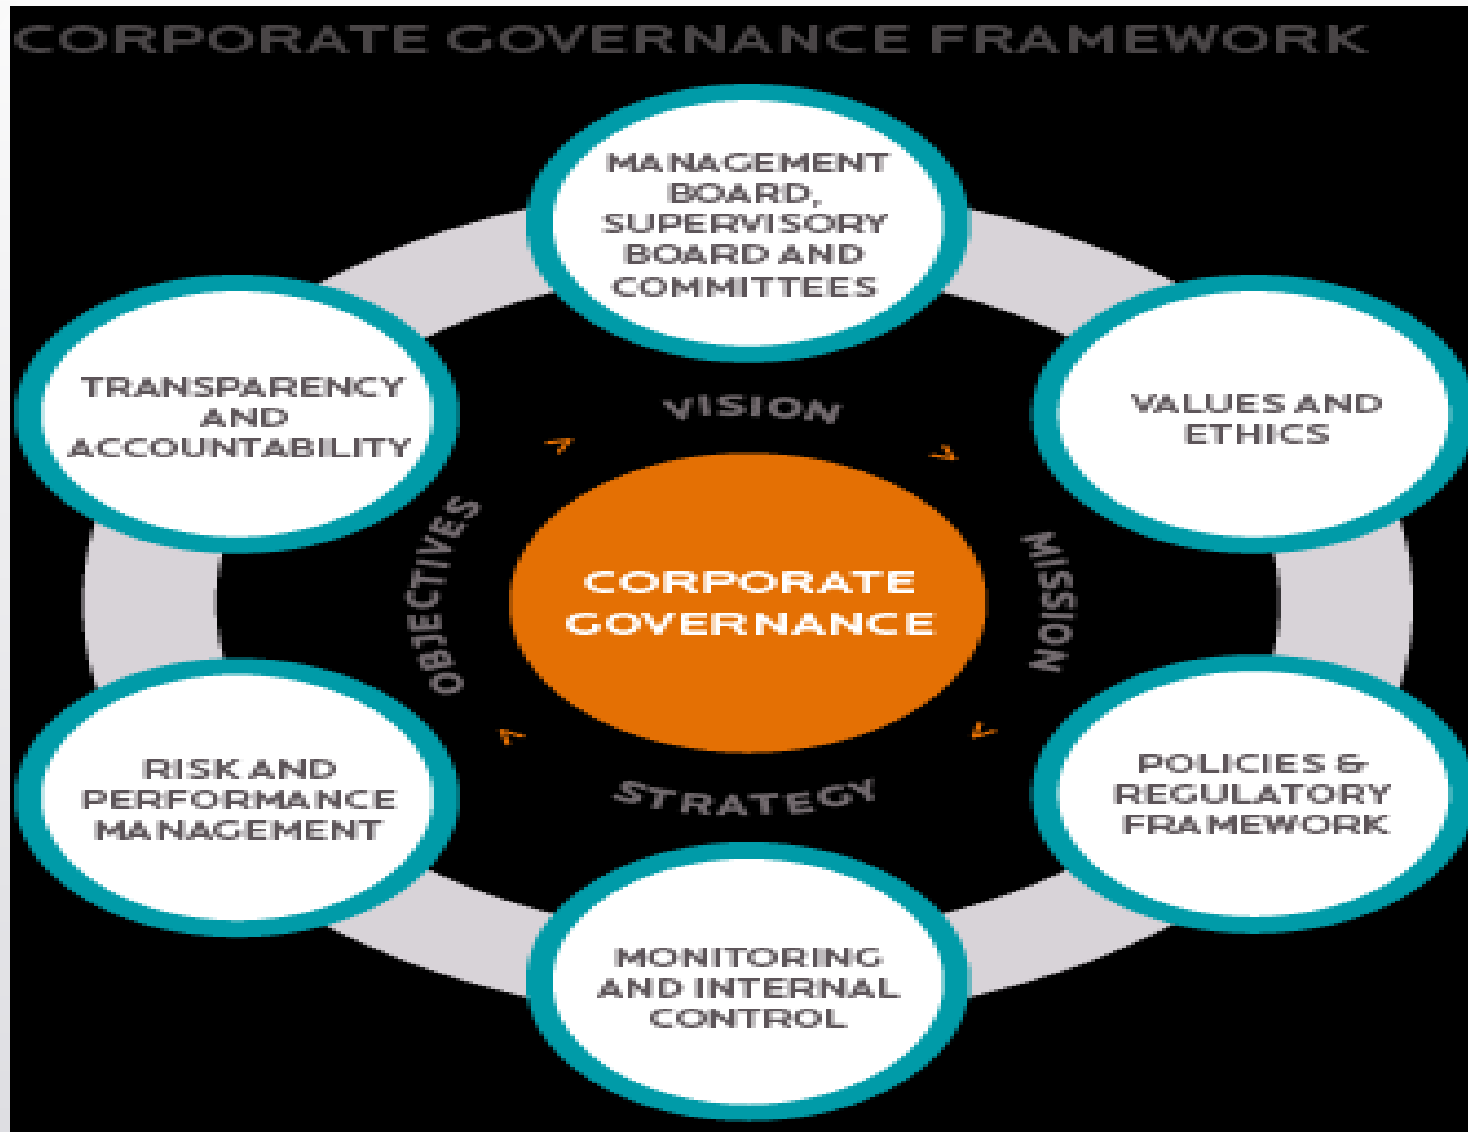 CORPORATE GOVERNANCE FRAMEWORK
MANAGEMENT
BOARD,
SUPERVISORY
BOARD AND
COMMITTEES
TRANSPARENCY
AND
ACCOUNTABILITY
VALUES AND
ETHICS
VISION
OBJECTIVES
MISSION
CORPORATE
GOVERNANCE
STRATEGY
RISK AND
PERFORMANCE
MANAGEMENT
POLICIES &
REGULATORY
FRAMEWORK
MONITORING
AND INTERNAL
CONTROL